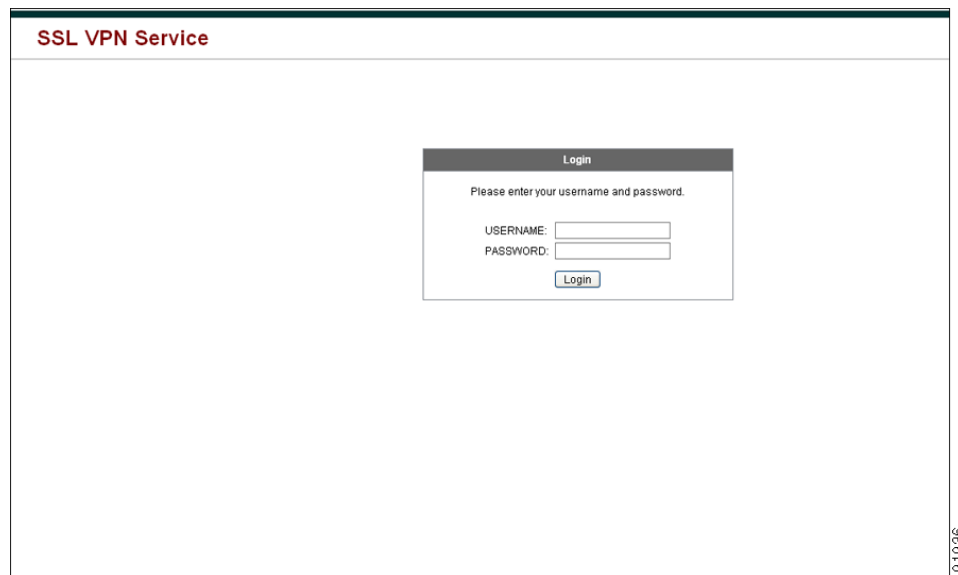 SSL VPN Service
Login
Please enter your username and password.
USERNAME:
PASSWORD:
Login